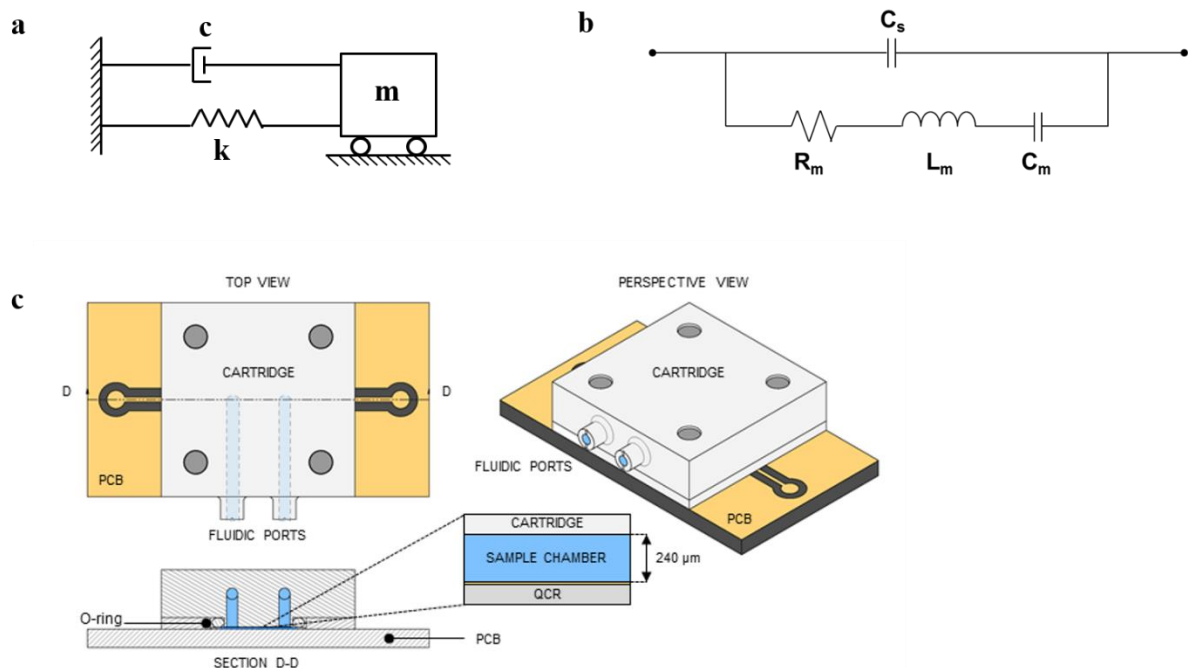 a
c
m
k
b
Cs
Rm
Lm
Cm
c
TOP VIEW
CARTRIDGE
D
D
PCB
FLUIDIC PORTS
PERSPECTIVE VIEW
CARTRIDGE
FLUIDIC PORTS
PCB
CARTRIDGE
SAMPLE CHAMBER
240 µm
QCR
O-ring
PCB
SECTION D-D